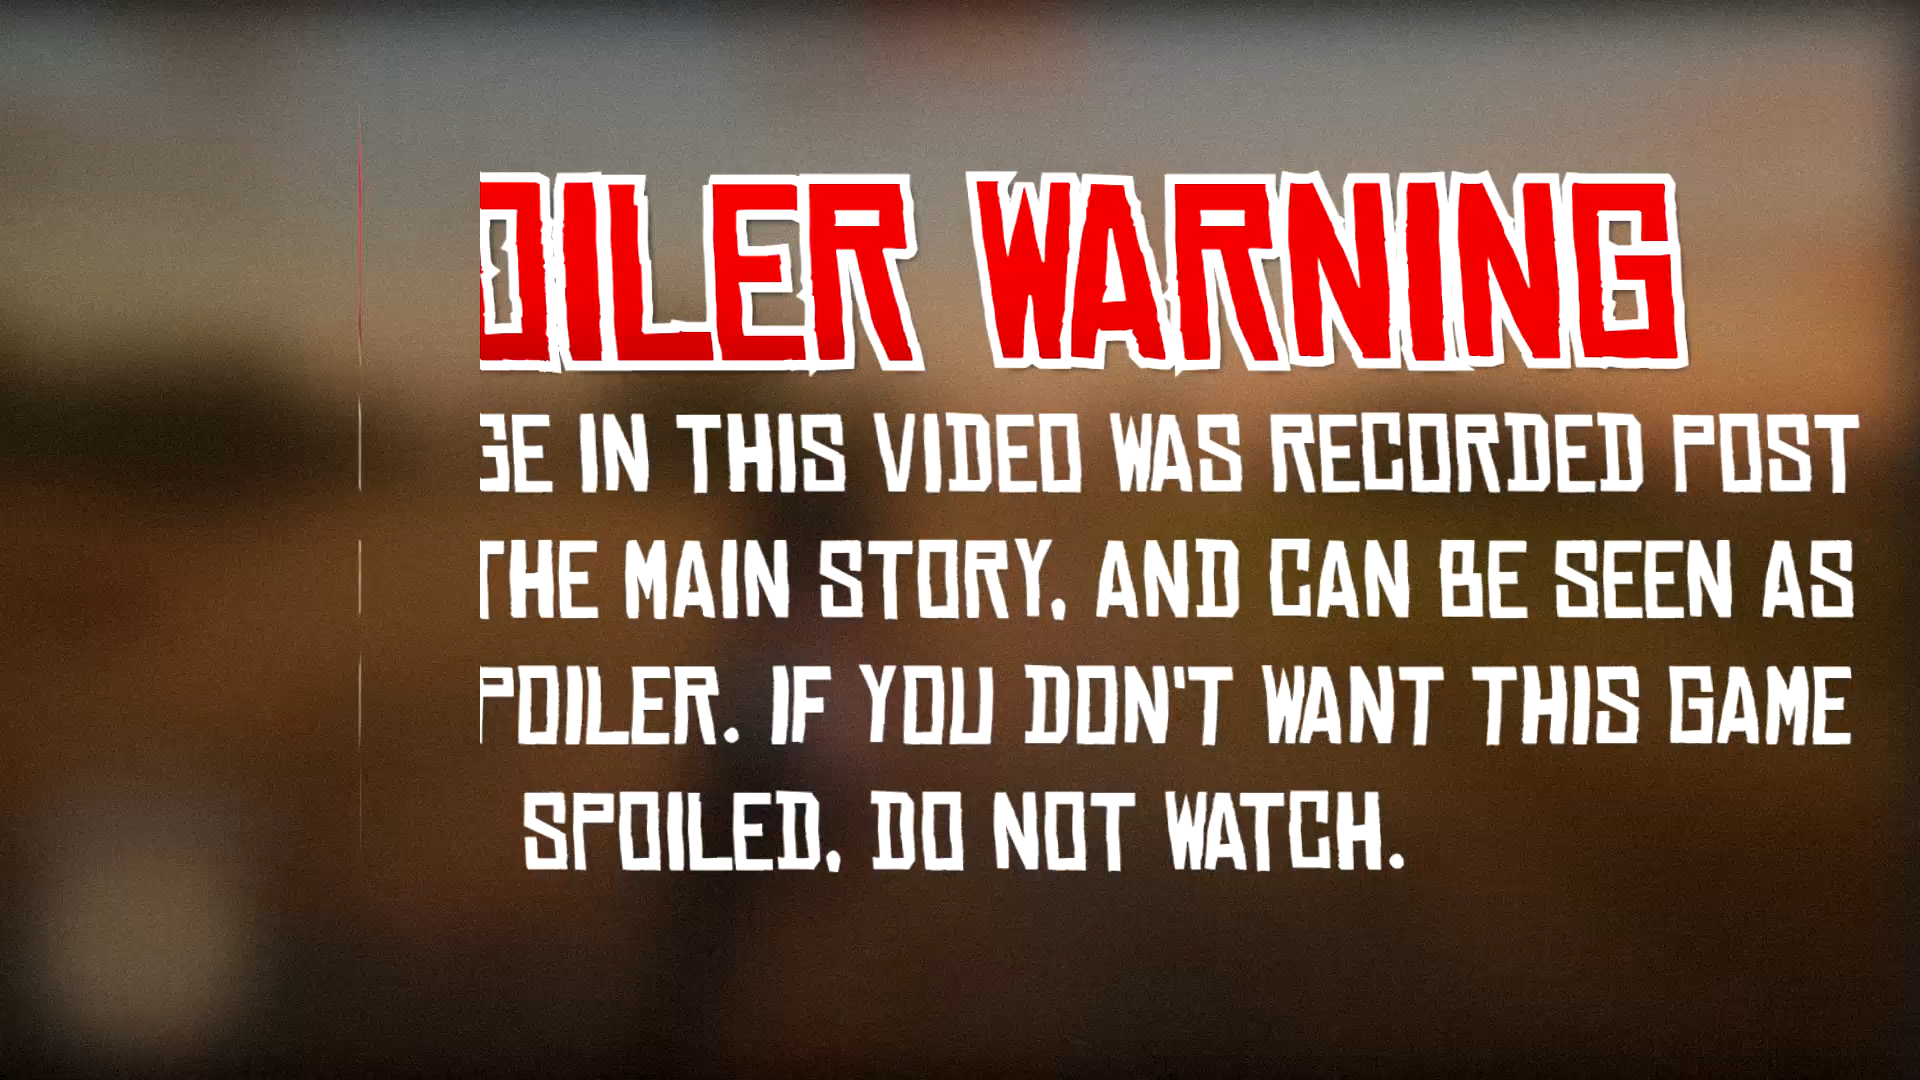 OILER WARNING
GE IN THIS VIDEO WAS RECORDED POST
THE MAIN STORY, AND CAN BE SEEN AS
POILER. IF YOU DON'T WANT THIS GAME
SPOILED, DO NOT WATCH.